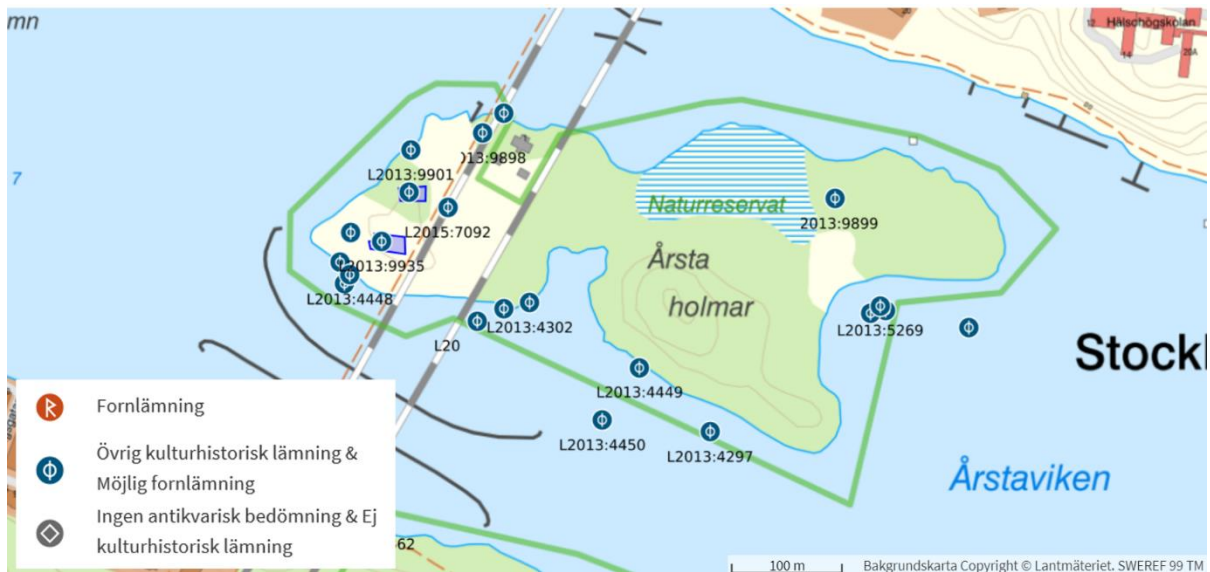 mn
12
Hälsohögskolan
14
20A
7
2013:9898
L2013:9901
Naturreservat
2013:9899
L2015:7092
L2013:9935
Årsta
holmar
L2013:4448
L2013:4302
L2013:5269
L20
Stockl
L2013:4449
L2013:4450
L2013:4297
Årstaviken
Fornlämning
Övrig kulturhistorisk lämning &
Möjlig fornlämning
Ingen antikvarisk bedömning & Ej
kulturhistorisk lämning
62
100 m
Bakgrundskarta Copyright © Lantmäteriet. SWEREF 99 TM